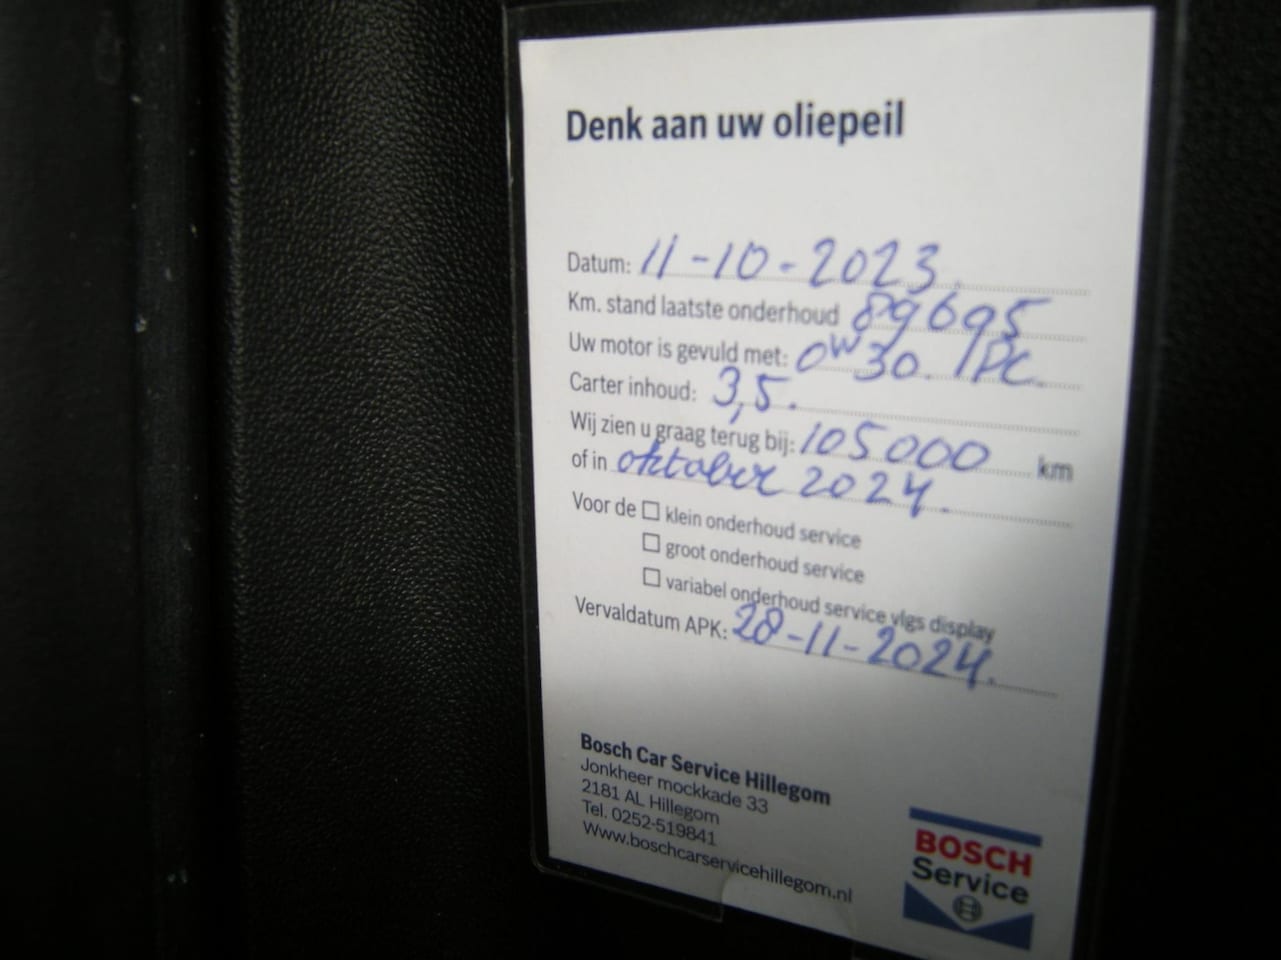 Denk aan uw oliepeil
Datum: 11-10-2023.
Km. stand laatste onderhoud 89695
Uw motor is gevuld met: 0W30. IPC.
Carter inhoud: 3,5.
Wij zien u graag terug bij: 105000 km
of in oktober 2024.
Voor de ☐ klein onderhoud service
☐ groot onderhoud service
☐ variabel onderhoud service vlgs display
Vervaldatum APK: 28-11-2024.
Bosch Car Service Hillegom
Jonkheer mockkade 33
2181 AL Hillegom
Tel. 0252-519841
Www.boschcarservicehillegom.nl
BOSCH
Service